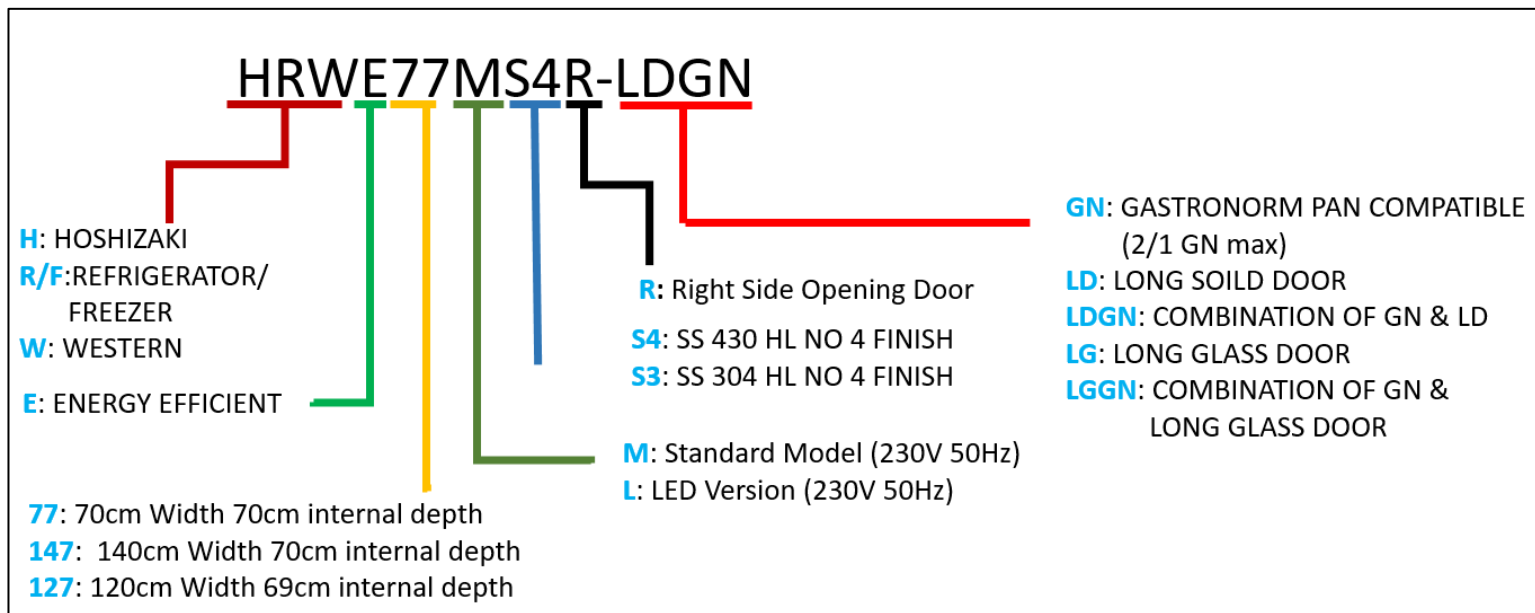 HRWE77MS4R-LDGN
H: HOSHIZAKI
R/F:REFRIGERATOR/
FREEZER
W: WESTERN
E: ENERGY EFFICIENT
77: 70cm Width 70cm internal depth
147: 140cm Width 70cm internal depth
127: 120cm Width 69cm internal depth
R: Right Side Opening Door
S4: SS 430 HL NO 4 FINISH
S3: SS 304 HL NO 4 FINISH
M: Standard Model (230V 50Hz)
L: LED Version (230V 50Hz)
GN: GASTRONORM PAN COMPATIBLE
(2/1 GN max)
LD: LONG SOILD DOOR
LDGN: COMBINATION OF GN & LD
LG: LONG GLASS DOOR
LGGN: COMBINATION OF GN &
LONG GLASS DOOR